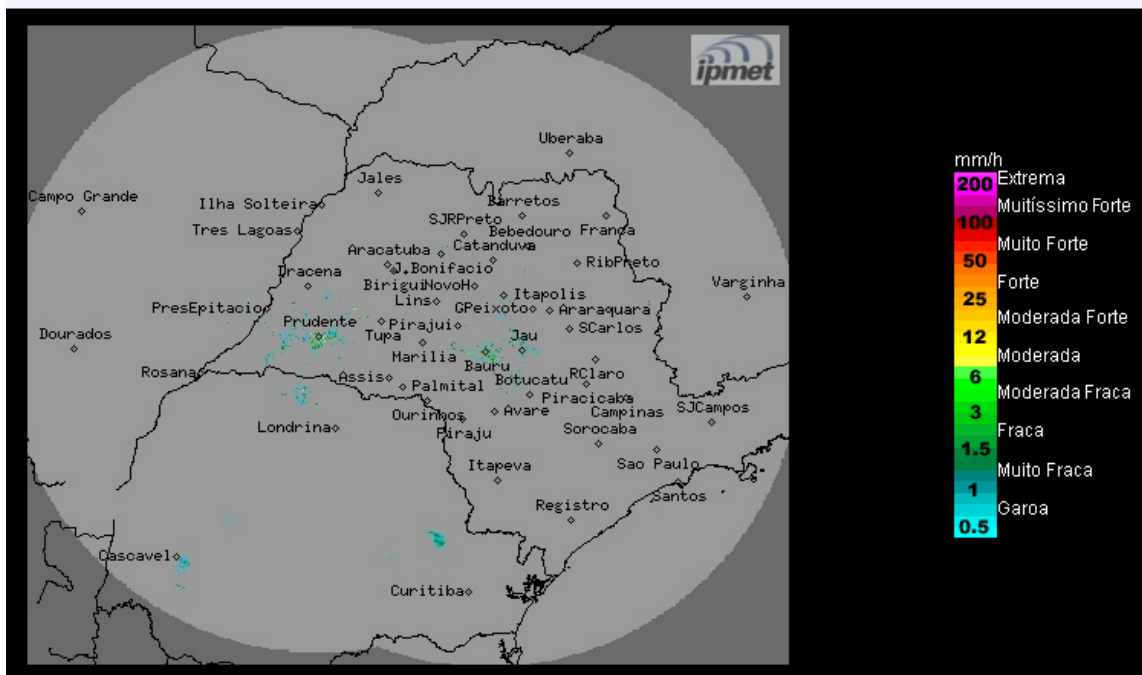 ipmet
Uberaba
Jales
Campo Grande
Ilha Solteira
Barretos
SJRPreto
Franca
Tres Lagoas
Bebedouro
Aracatuba
Catanduva
J.Bonifacio
RibPreto
Dracena
Varginha
Birigui
NovoH
Itapolis
Lins
PresEpitacio
GPeixoto
Araraquara
Prudente
Pirajui
SCarlos
Dourados
Tupa
Jau
Marilia
Bauru
Rosana
Assis
Botucatu
RClaro
Palmital
Piracicaba
Ourinhos
Avare
Campinas
SJCampos
Londrina
Piraju
Sorocaba
Itapeva
Sao Paulo
Santos
Registro
Cascavel
Curitiba
mm/h
200 Extrema
Muitíssimo Forte
100
Muito Forte
50
Forte
25
Moderada Forte
12
Moderada
6
Moderada Fraca
3
Fraca
1.5
Muito Fraca
1
Garoa
0.5